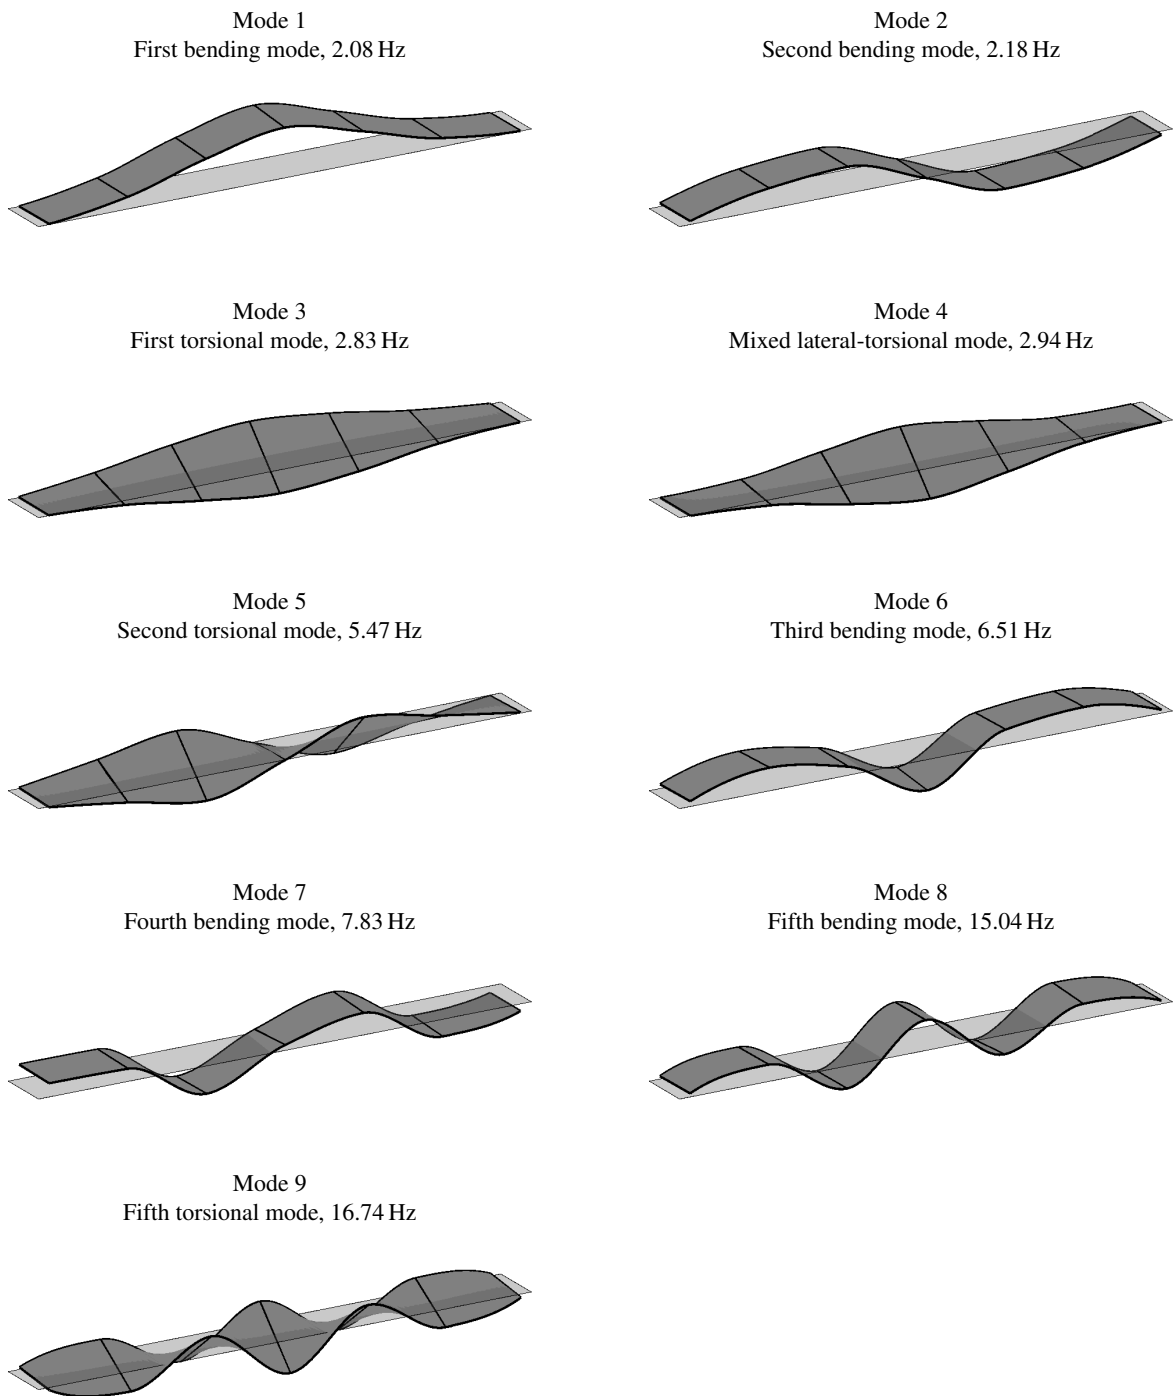 Mode 1
First bending mode, 2.08 Hz
Mode 2
Second bending mode, 2.18 Hz
Mode 3
First torsional mode, 2.83 Hz
Mode 4
Mixed lateral-torsional mode, 2.94 Hz
Mode 5
Second torsional mode, 5.47 Hz
Mode 6
Third bending mode, 6.51 Hz
Mode 7
Fourth bending mode, 7.83 Hz
Mode 8
Fifth bending mode, 15.04 Hz
Mode 9
Fifth torsional mode, 16.74 Hz